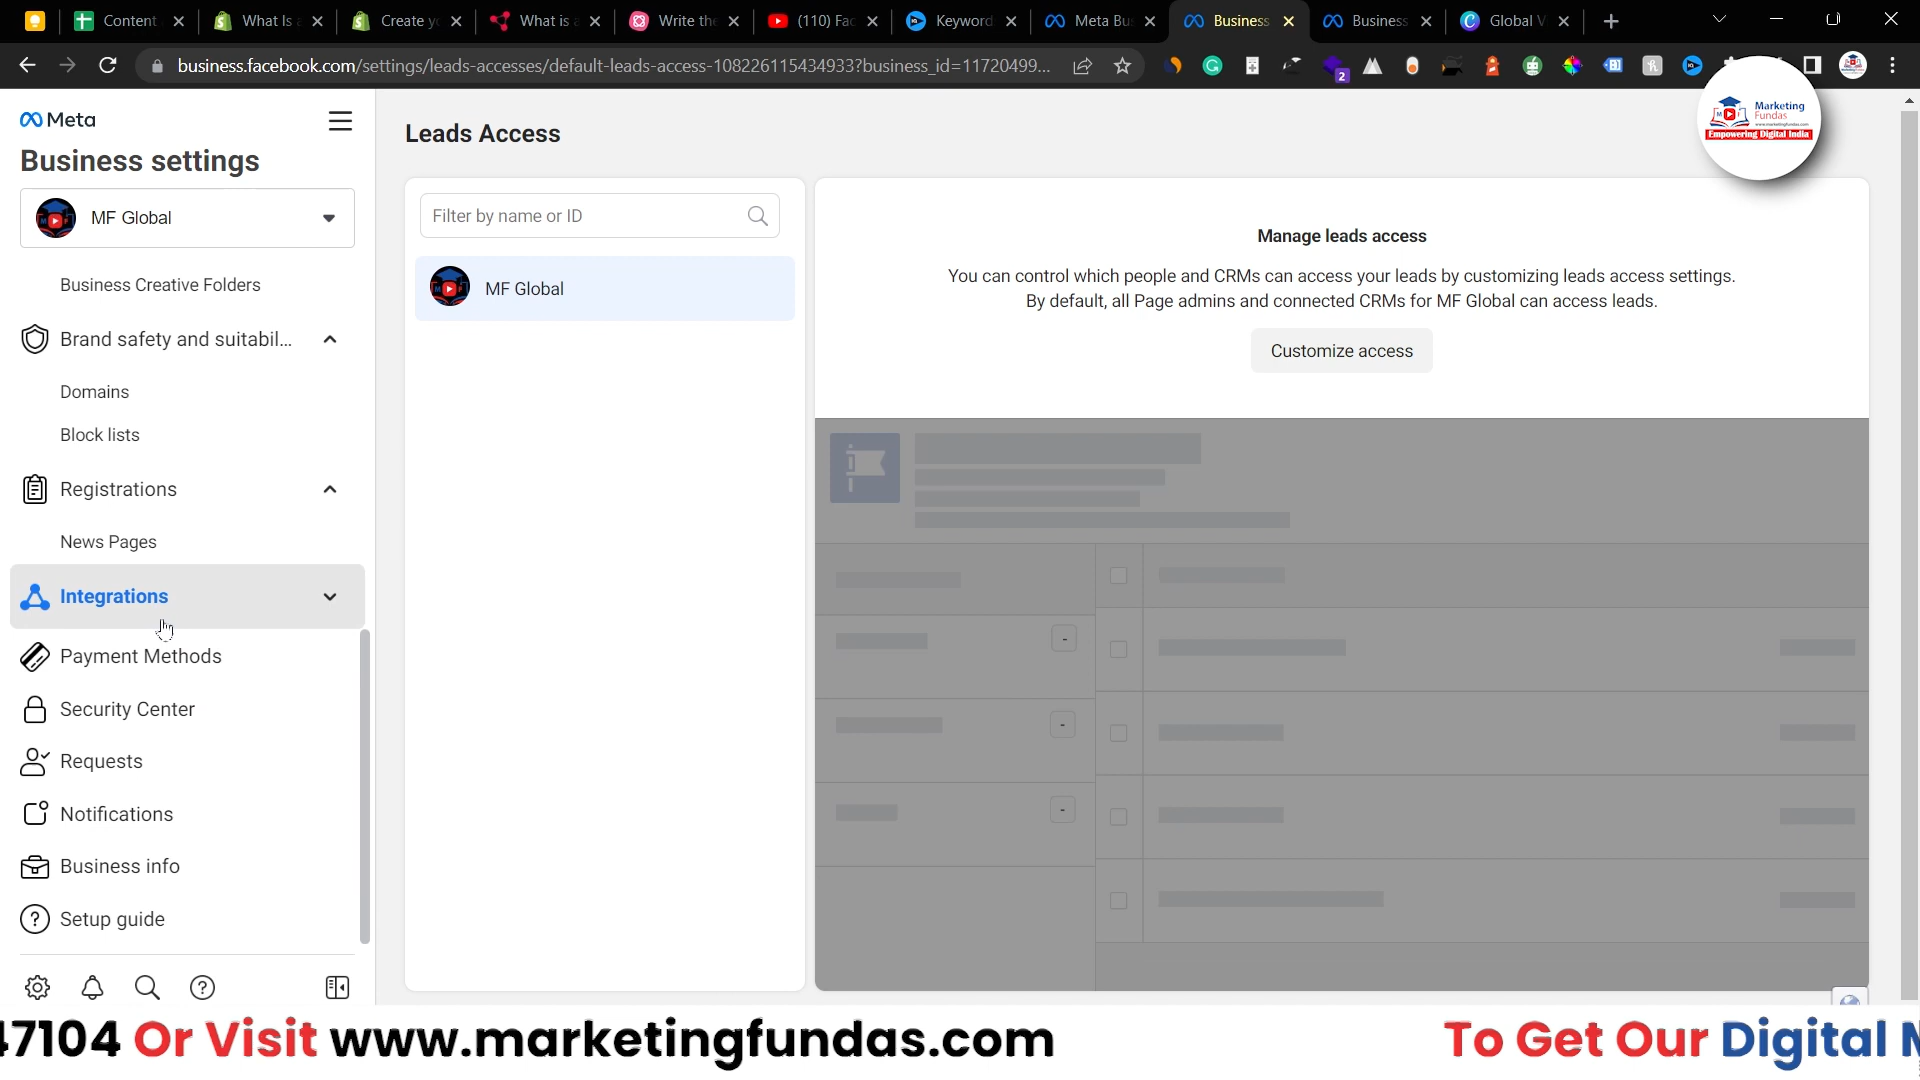 Content
What Is
Create y
What is
Write the
(110) Fac
Keyword
Meta Bu
Business
Business
Global V
business.facebook.com/settings/leads-accesses/default-leads-access-108226115434933?business_id=11720499...
2
Marketing
Fundas
www.marketingfundas.com
Empowering Digital India
Meta
Business settings
MF Global
Business Creative Folders
Brand safety and suitabil...
Domains
Block lists
Registrations
News Pages
Integrations
Payment Methods
Security Center
Requests
Notifications
Business info
Setup guide
Leads Access
Filter by name or ID
MF Global
Manage leads access
You can control which people and CRMs can access your leads by customizing leads access settings.
By default, all Page admins and connected CRMs for MF Global can access leads.
Customize access
47104 Or Visit www.marketingfundas.com
To Get Our Digital